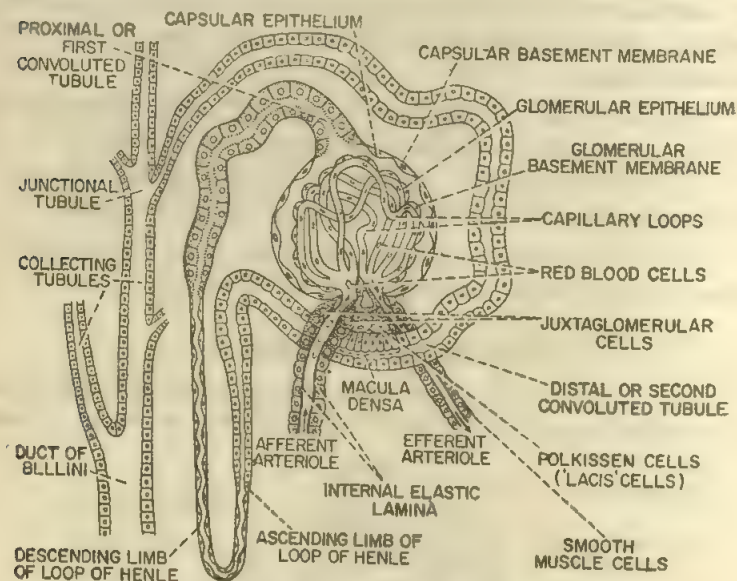 PROXIMAL OR
FIRST
CONVOLUTED
TUBULE
CAPSULAR EPITHELIUM
CAPSULAR BASEMENT MEMBRANE
GLOMERULAR EPITHELIUM
GLOMERULAR
BASEMENT MEMBRANE
JUNCTIONAL
TUBULE
CAPILLARY LOOPS
COLLECTING
TUBULES
RED BLOOD CELLS
JUXTAGLOMERULAR
CELLS
MACULA
DENSA
DISTAL OR SECOND
CONVOLUTED TUBULE
AFFERENT
ARTERIOLE
EFFERENT
ARTERIOLE
DUCT OF
BLLLINI
POLKISSEN CELLS
('LACIS' CELLS)
INTERNAL ELASTIC
LAMINA
ASCENDING LIMB OF
LOOP OF HENLE
DESCENDING LIMB
OF LOOP OF HENLE
SMOOTH
MUSCLE CELLS